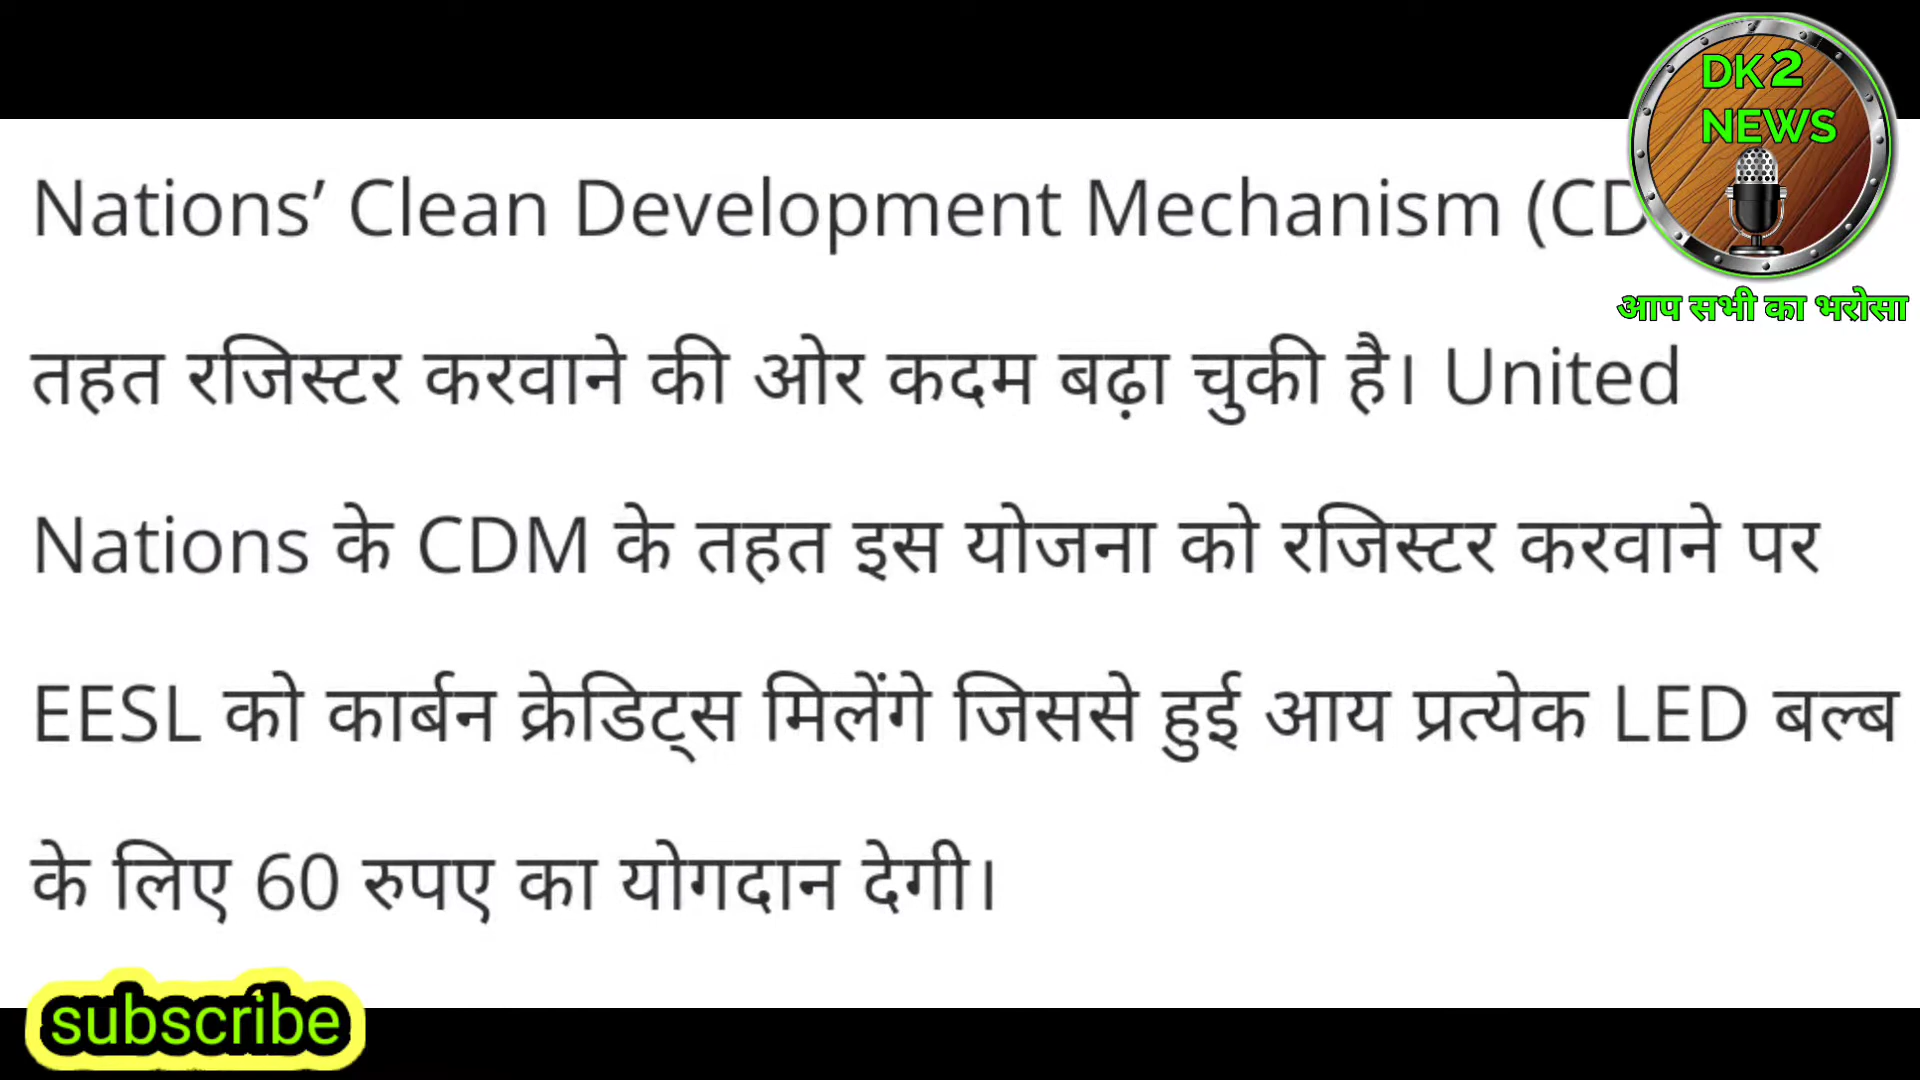 DK2
NEWS
आप सभी का भरोसा
Nations’ Clean Development Mechanism
तहत रजिस्टर करवाने की ओर कदम बढ़ा चुकी है। United
Nations के CDM के तहत इस योजना को रजिस्टर करवाने पर
EESL को कार्बन क्रेडिट्स मिलेंगे जिससे हुई आय प्रत्येक LED बल्ब
के लिए 60 रुपए का योगदान देगी।
subscribe